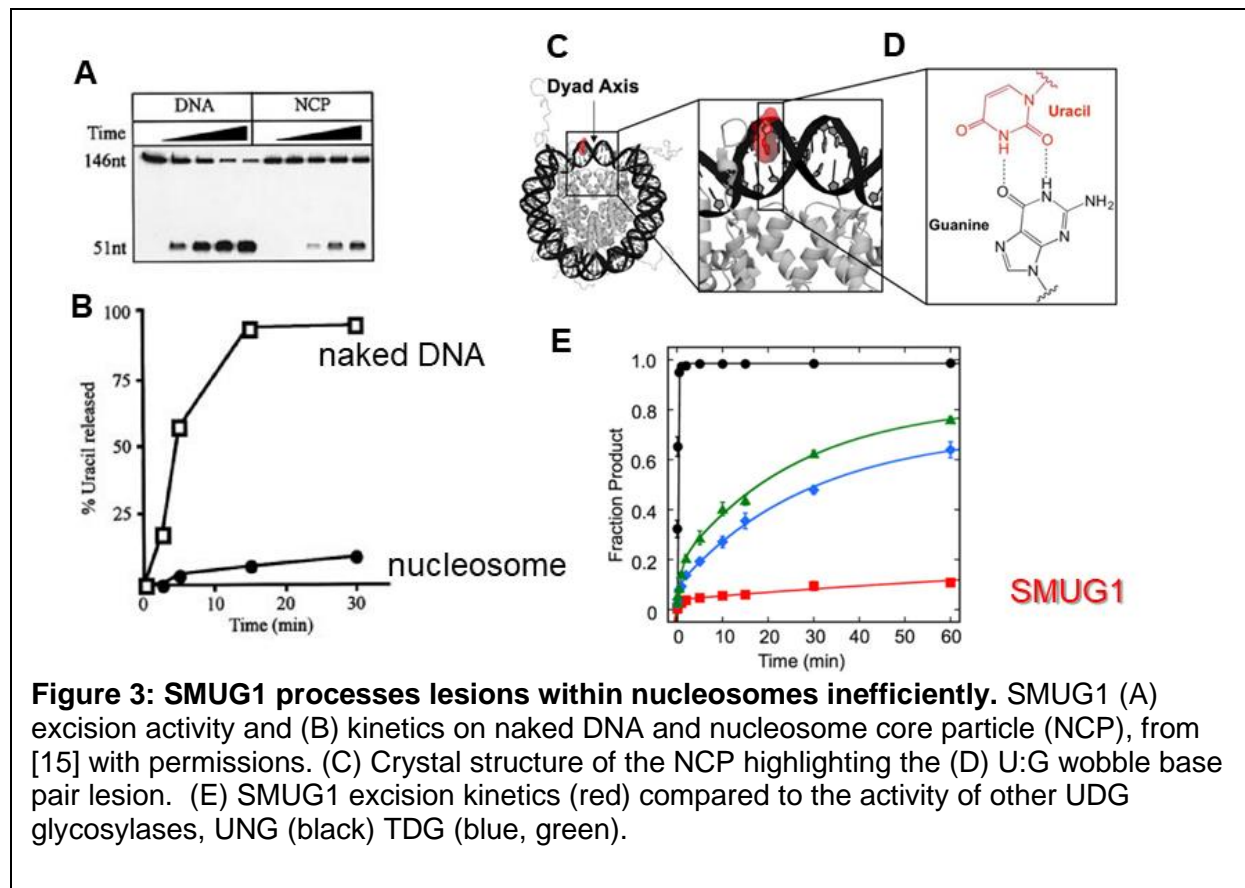 A
DNA NCP
Time
146nt
51nt
B
% Uracil released
100
75
50
25
0 10 20 30
Time (min)
naked DNA
nucleosome
C
Dyad Axis
D
Uracil
O N O
N
H
O H
N NH2
Guanine
N N
N
E
Fraction Product
1.0
0.8
0.6
0.4
0.2
0
0 10 20 30 40 50 60
Time (min)
SMUG1
Figure 3: SMUG1 processes lesions within nucleosomes inefficiently. SMUG1 (A)
excision activity and (B) kinetics on naked DNA and nucleosome core particle (NCP), from
[15] with permissions. (C) Crystal structure of the NCP highlighting the (D) U:G wobble base
pair lesion. (E) SMUG1 excision kinetics (red) compared to the activity of other UDG
glycosylases, UNG (black) TDG (blue, green).